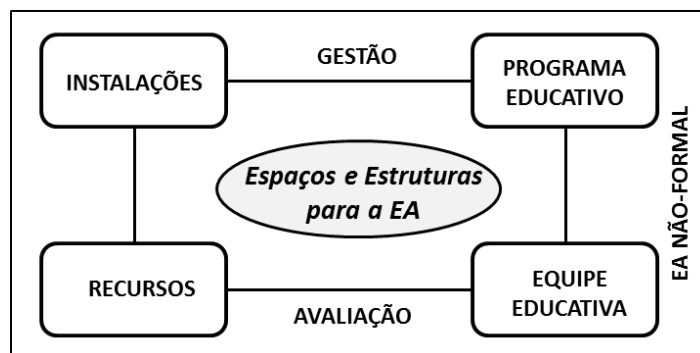 INSTALAÇÕES
GESTÃO
PROGRAMA
EDUCATIVO
Espaços e Estruturas
para a EA
EA NÃO-FORMAL
RECURSOS
AVALIAÇÃO
EQUIPE
EDUCATIVA